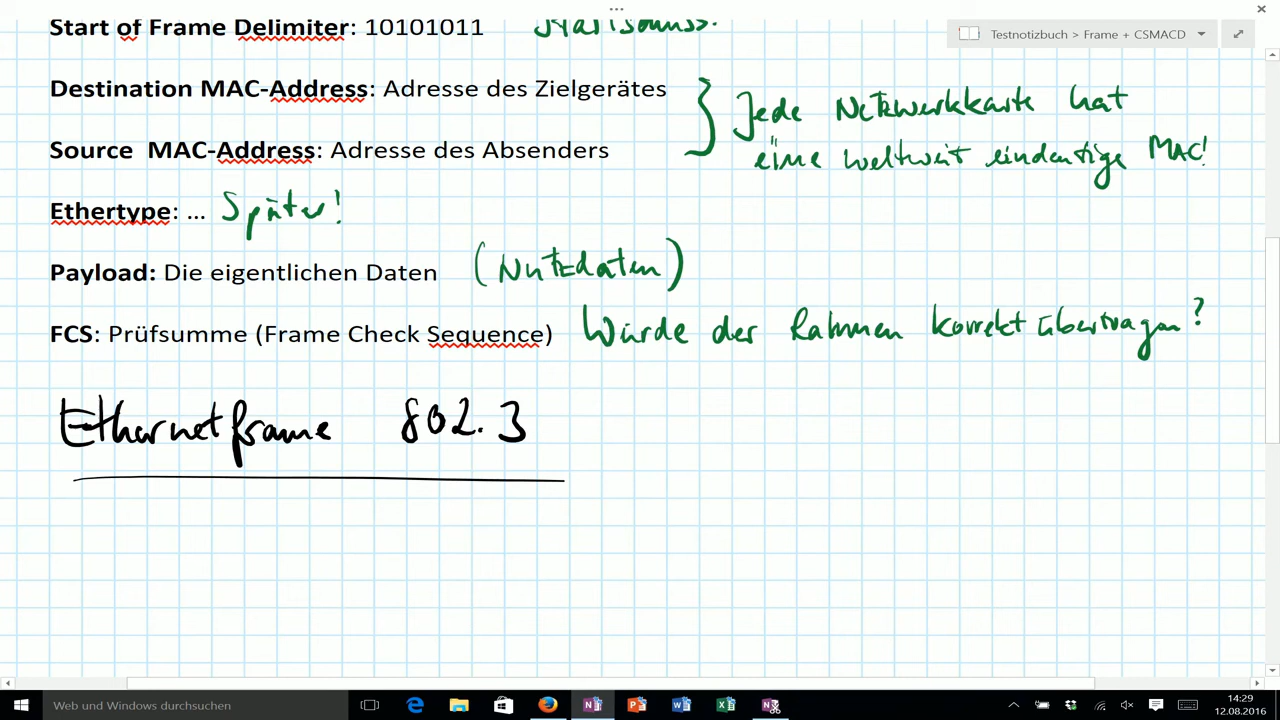 Start of Frame Delimiter: 10101011
Testnotizbuch > Frame + CSMACD
Destination MAC-Address: Adresse des Zielgerätes
Jede Netzwerkkarte hat
Source MAC-Address: Adresse des Absenders
eine weltweit eindeutige MAC!
Ethertype: ... Später!
Payload: Die eigentlichen Daten (Nutzdaten)
FCS: Prüfsumme (Frame Check Sequence) Wurde der Rahmen korrekt übertragen?
Ethernetframe 802.3
Web und Windows durchsuchen
14:29
12.08.2016